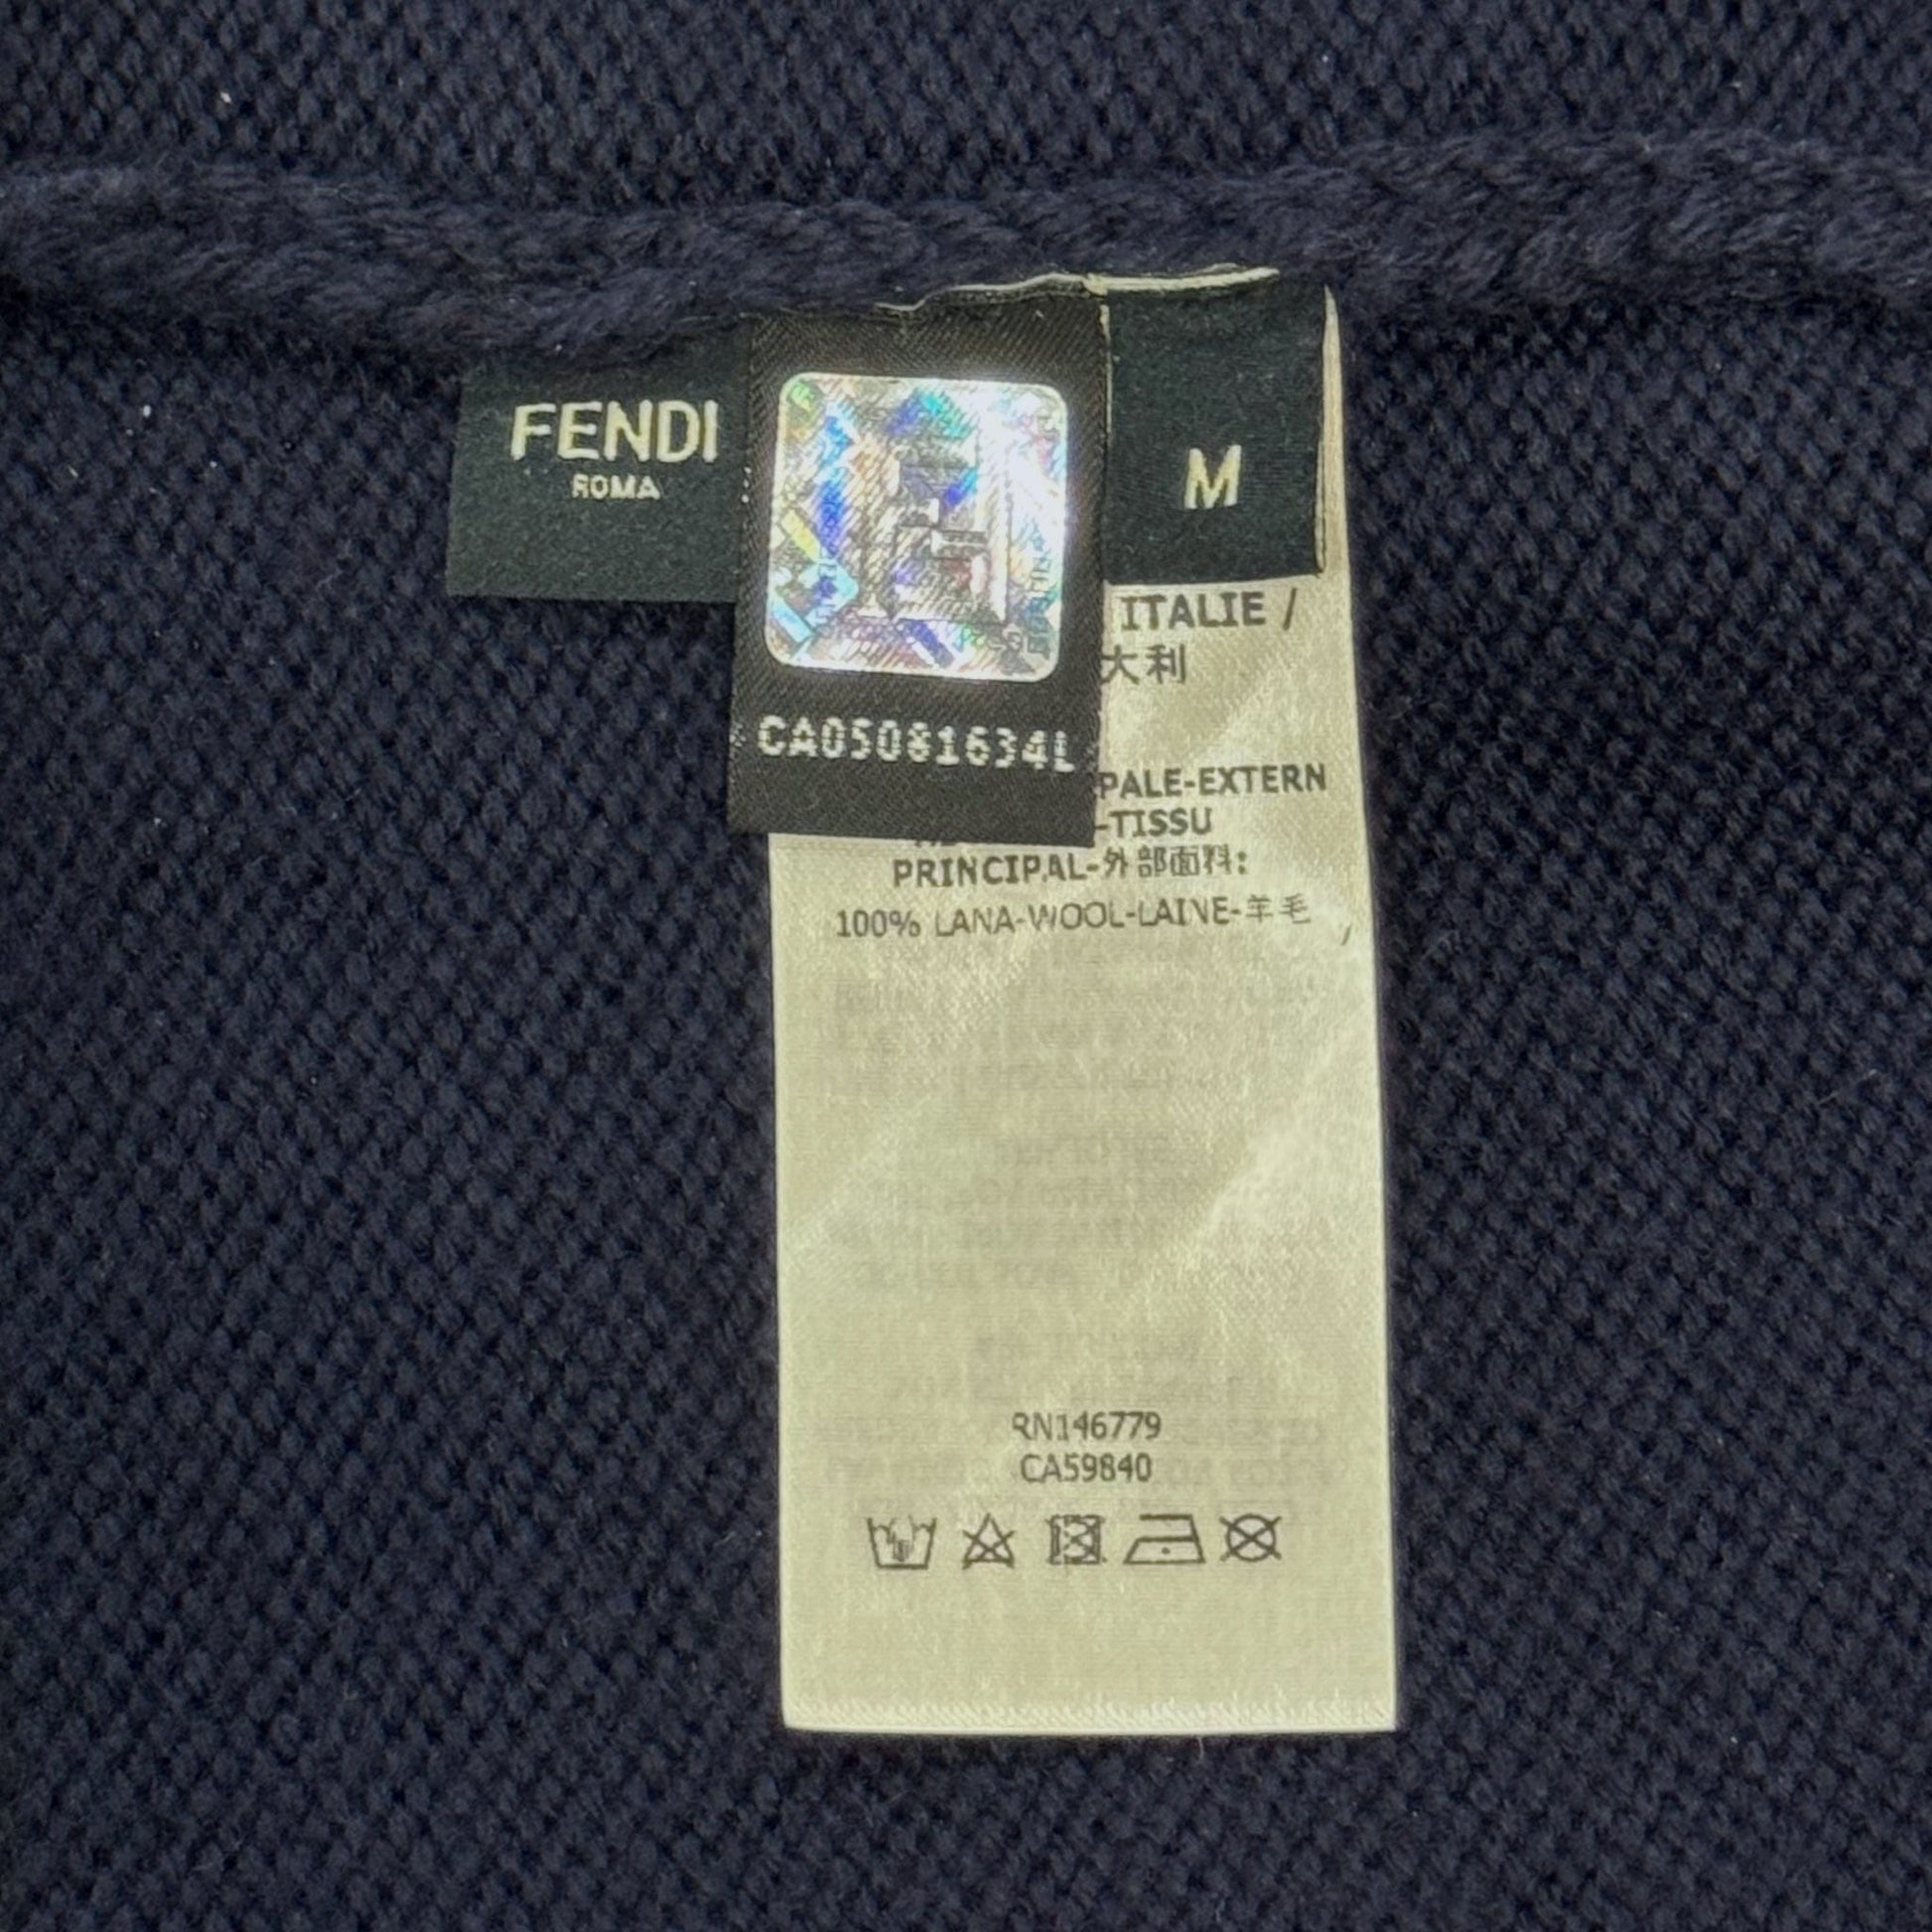 FENDI
ROMA
M
CA05081634L
ITALIE /
大利
PALE-EXTERN
-TISSU
PRINCIPAL-外部面料:
100% LANA-WOOL-LAINE-羊毛
RN146779
CA59840